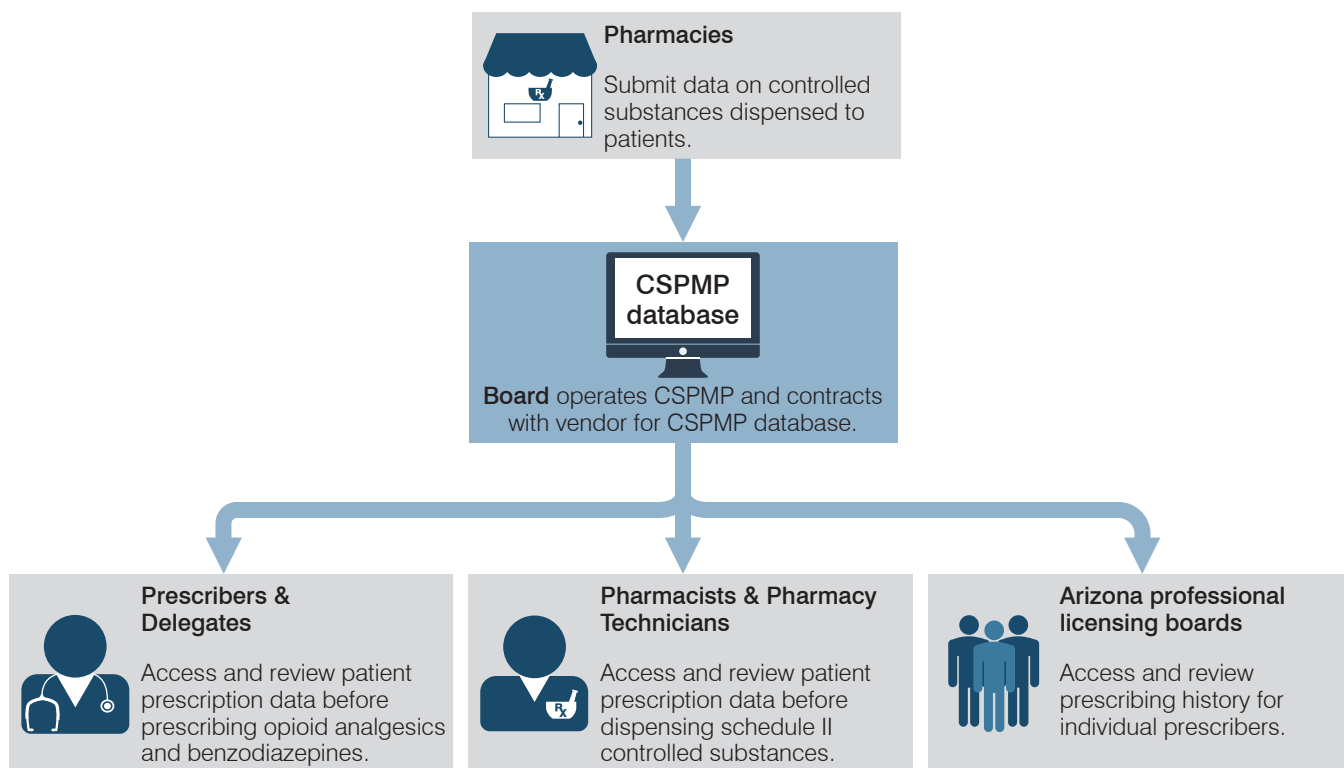 Pharmacies
Submit data on controlled
substances dispensed to
patients.
Rx
CSPMP
database
Board operates CSPMP and contracts
with vendor for CSPMP database.
Prescribers &
Delegates
Access and review patient
prescription data before
prescribing opioid analgesics
and benzodiazepines.
Pharmacists & Pharmacy
Technicians
Access and review patient
prescription data before
dispensing schedule II
controlled substances.
Rx
Arizona professional
licensing boards
Access and review
prescribing history for
individual prescribers.